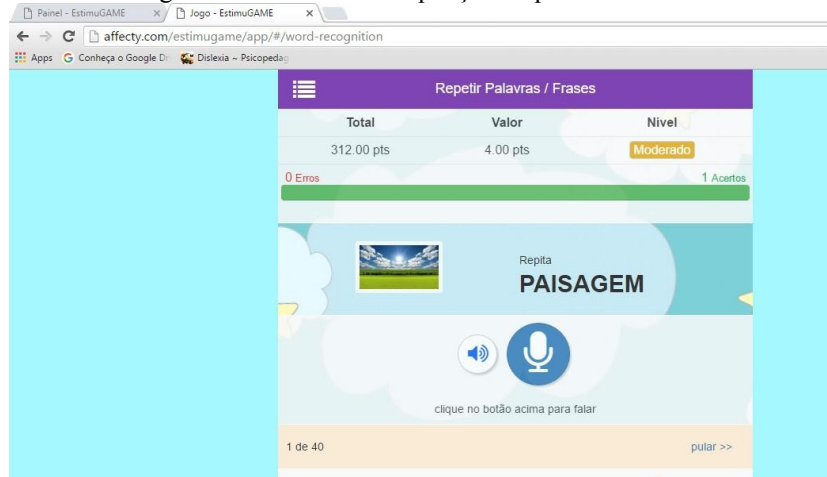 Painel - EstimuGAME × Jogo - EstimuGAME ×
affecty.com/estimugame/app/#/word-recognition
Apps Conheça o Google Dr Dislexia ~ Psicopedag
Repetir Palavras / Frases
Total Valor Nivel
312.00 pts 4.00 pts Moderado
0 Erros 1 Acertos
Repita
PAISAGEM
clique no botão acima para falar
1 de 40 pular >>